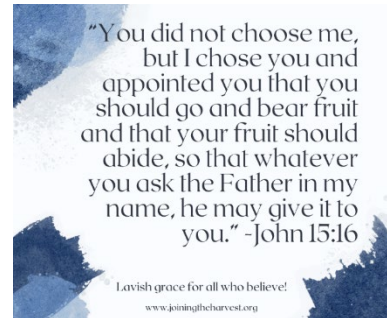 “You did not choose me,
but I chose you and
appointed you that you
should go and bear fruit
and that your fruit should
abide, so that whatever
you ask the Father in my
name, he may give it to
you.” -John 15:16
Lavish grace for all who believe!
www.joiningtheharvest.org